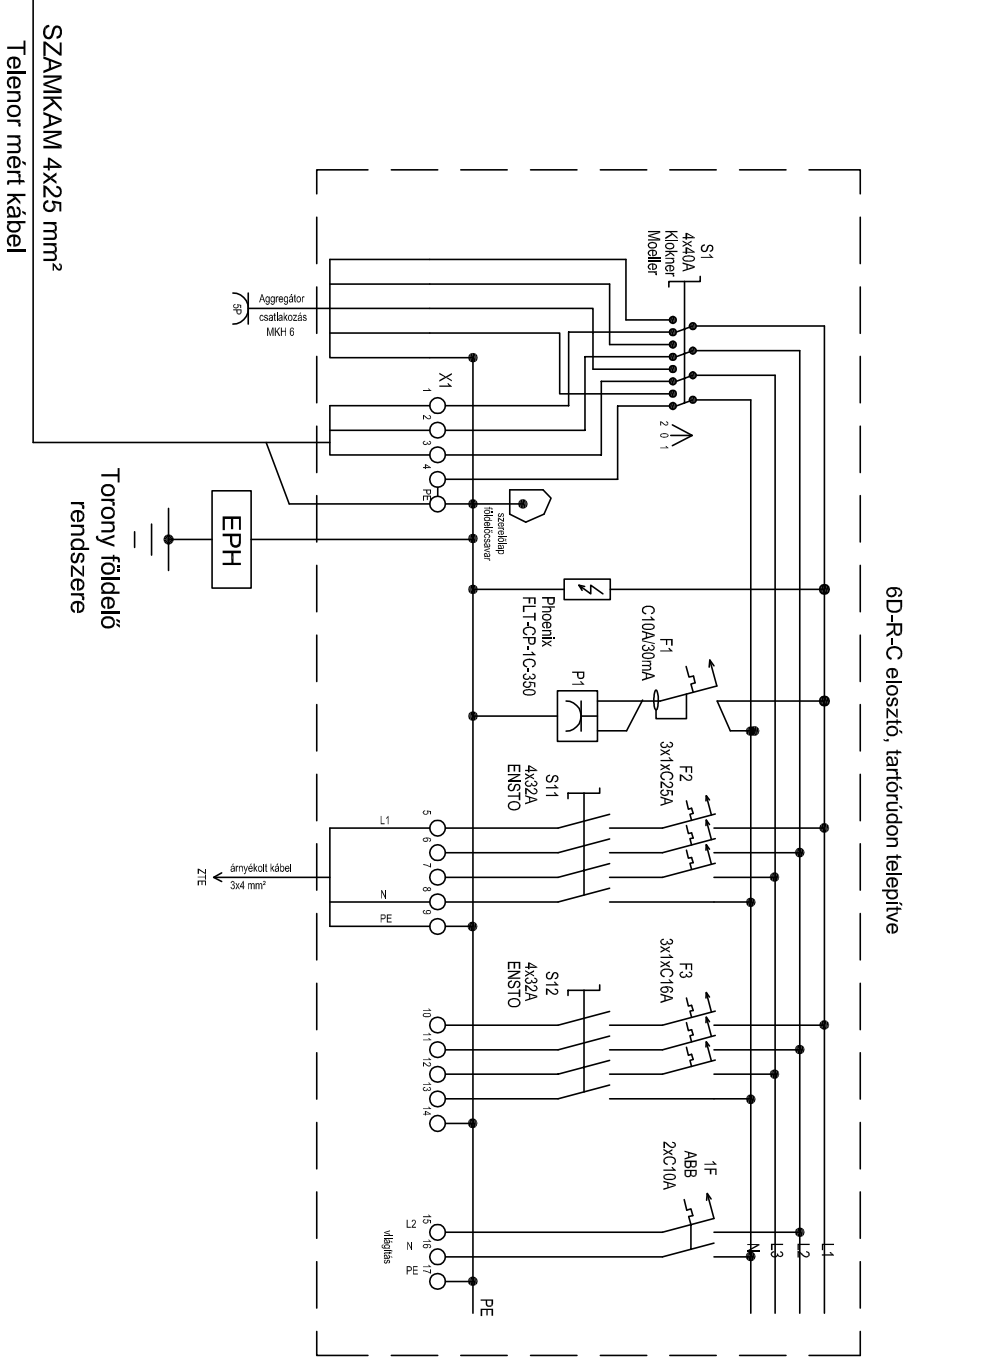 6D-R-C elosztó, tartórúdon telepítve
SZAMKAM 4x25 mm²
Telenor mért kábel
S1
4x40A
Klokner
Moeller
2 0 1
Aggregátor
csatlakozás
MKH 6
5P
X1
1
2
3
4
PE
szerelőlap
földelőcsavar
EPH
Torony földelő
rendszere
Phoenix
FLT-CP-1C-350
F1
C10A/30mA
P1
F2
3x1xC25A
S11
4x32A
ENSTO
5
6
7
8
9
L1
N
PE
árnyékolt kábel
3x4 mm²
ZTE
F3
3x1xC16A
S12
4x32A
ENSTO
10
11
12
13
14
1F
ABB
2xC10A
15
16
17
L2
N
PE
világítás
L1
L2
L3
N
PE